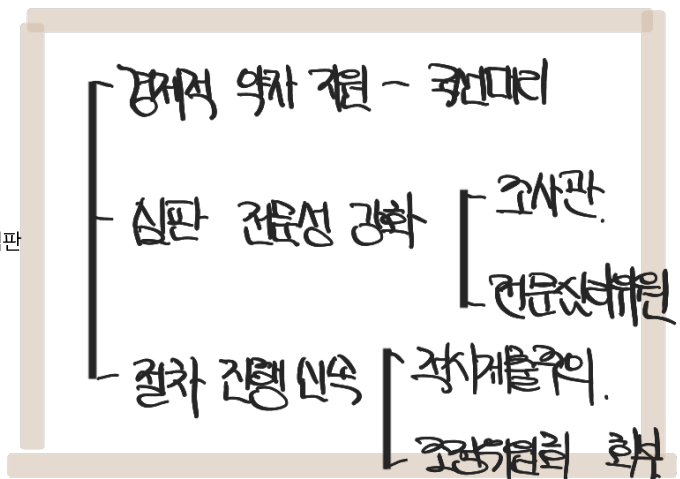 경제적 약자 지원 - 국선대리
심판 전문성 강화
조사관.
전문심리위원
절차 진행 신속
적시제출주의.
조정위원회 회부
판